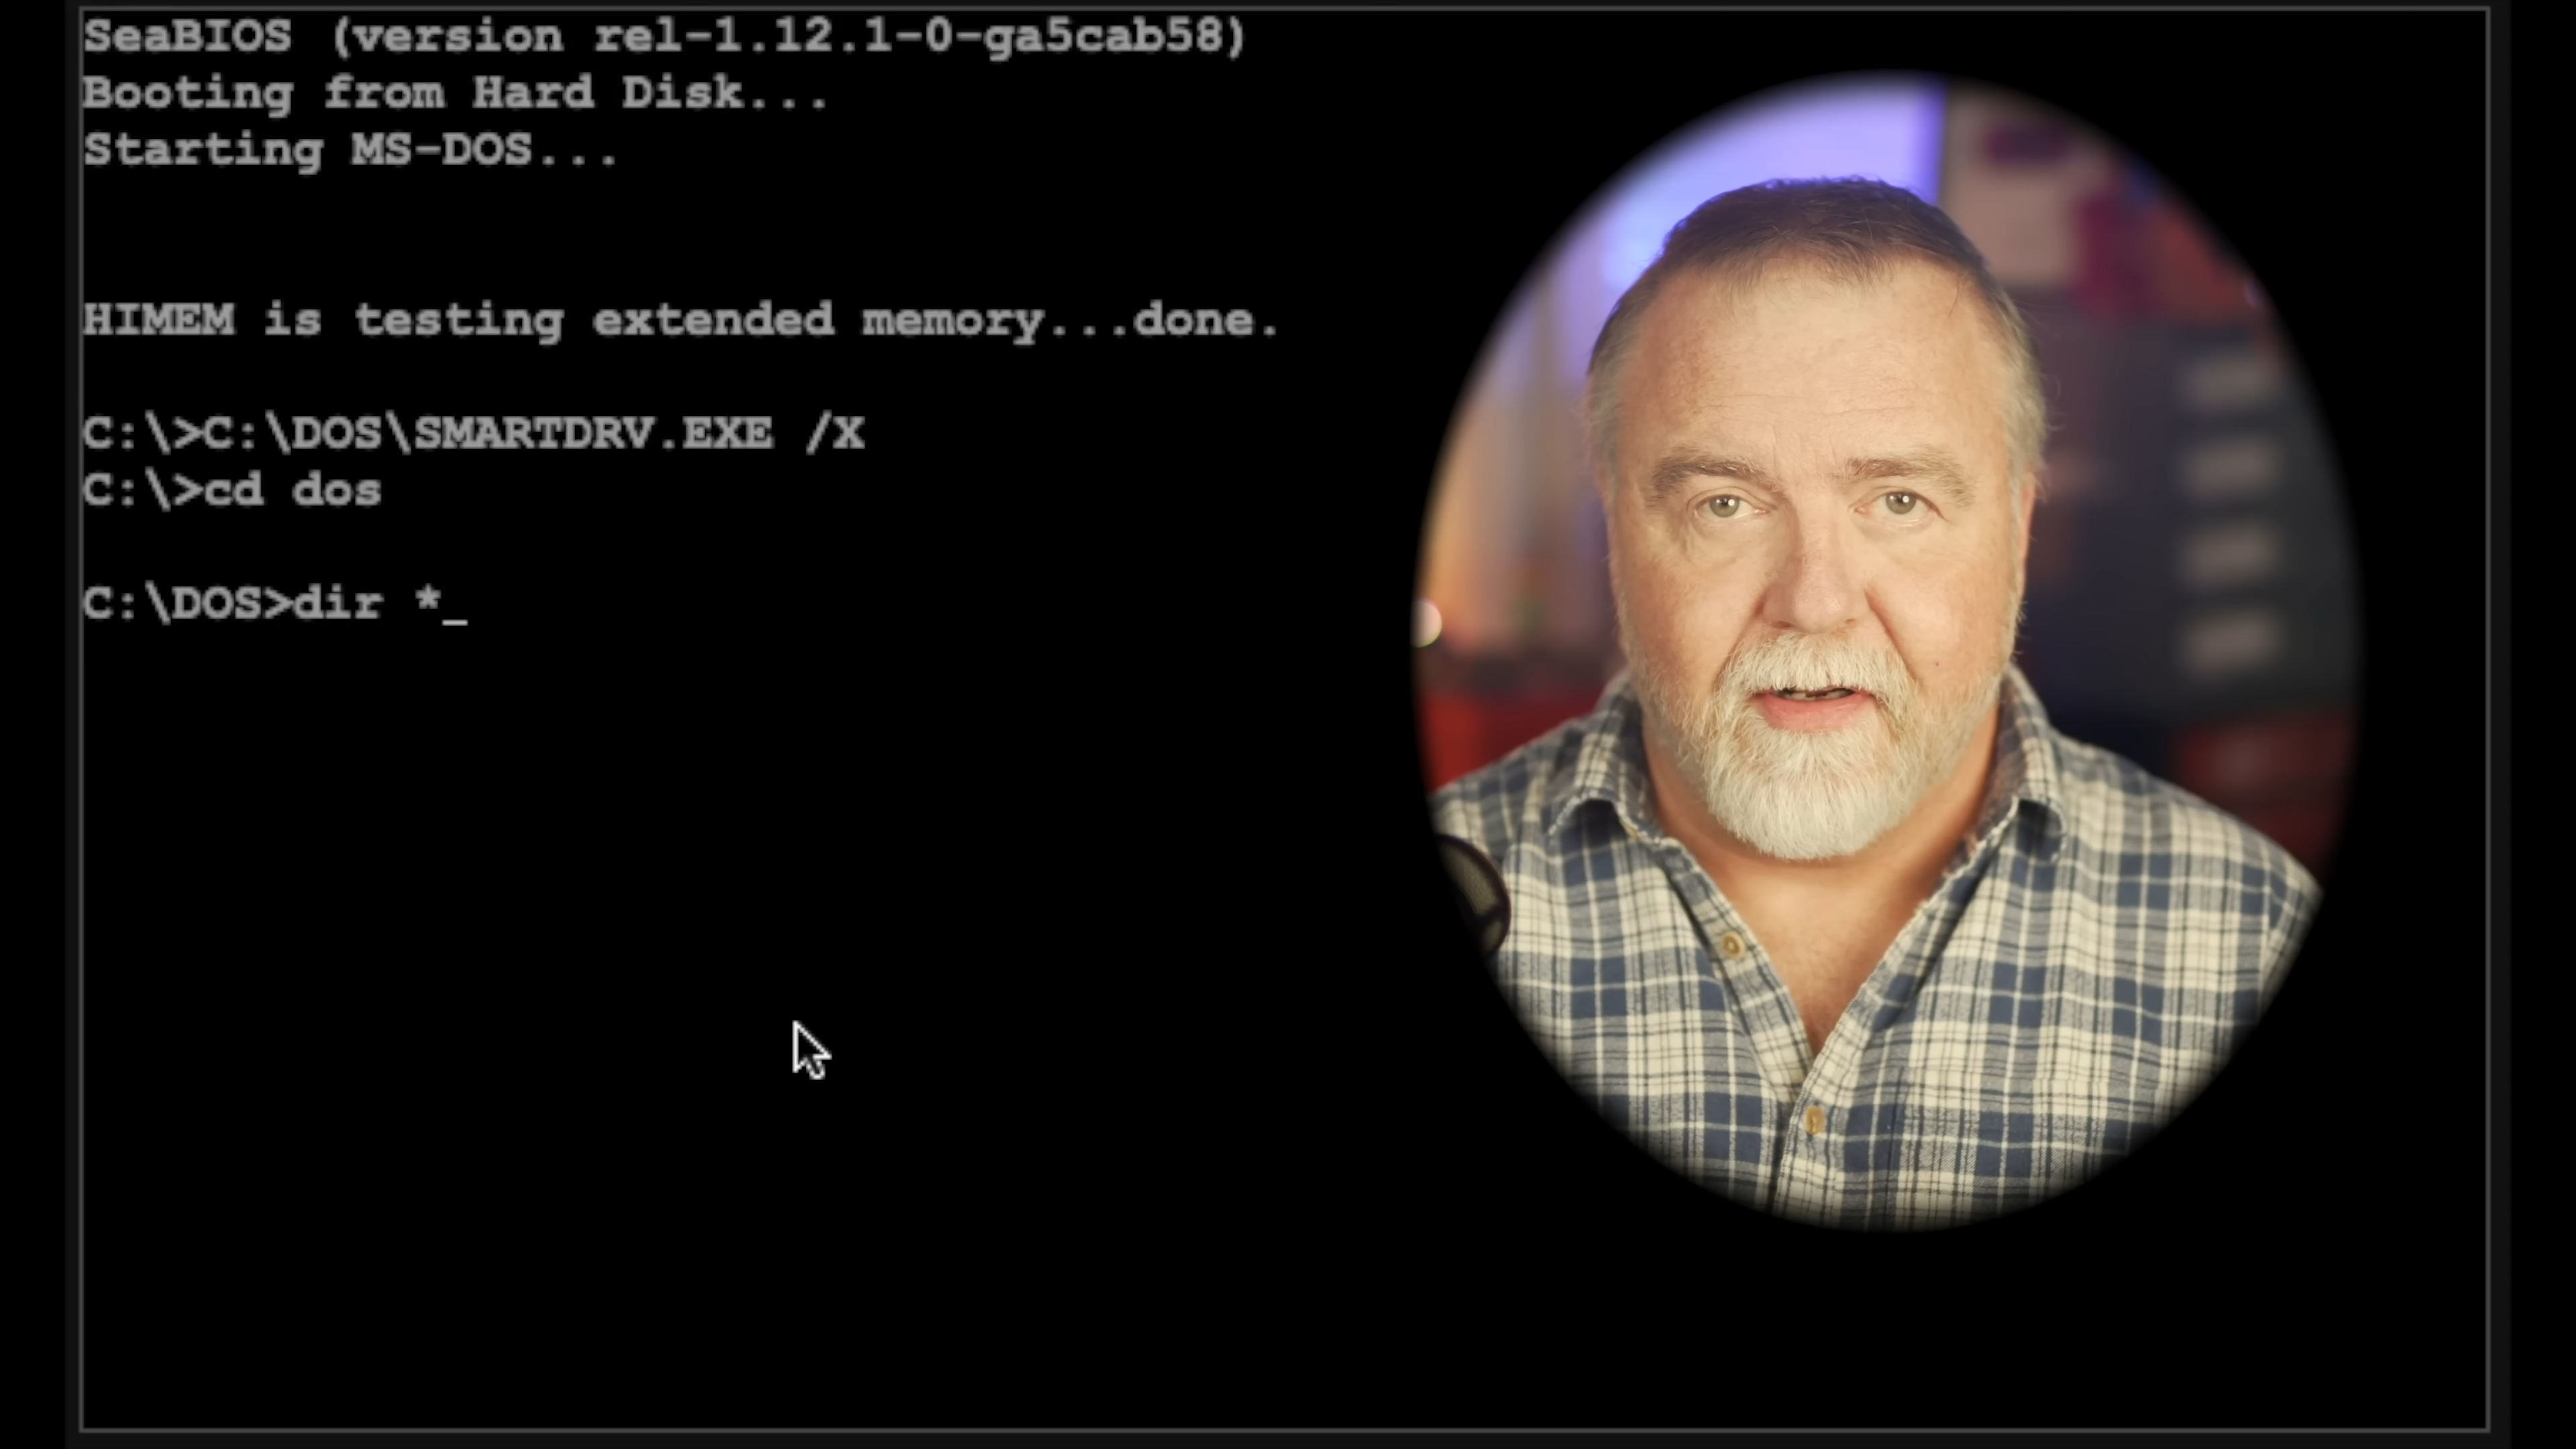 SeaBIOS (version rel-1.12.1-0-ga5cab58)
Booting from Hard Disk...
Starting MS-DOS...
HIMEM is testing extended memory...done.
C:\>C:\DOS\SMARTDRV.EXE /X
C:\>cd dos
C:\DOS>dir *_